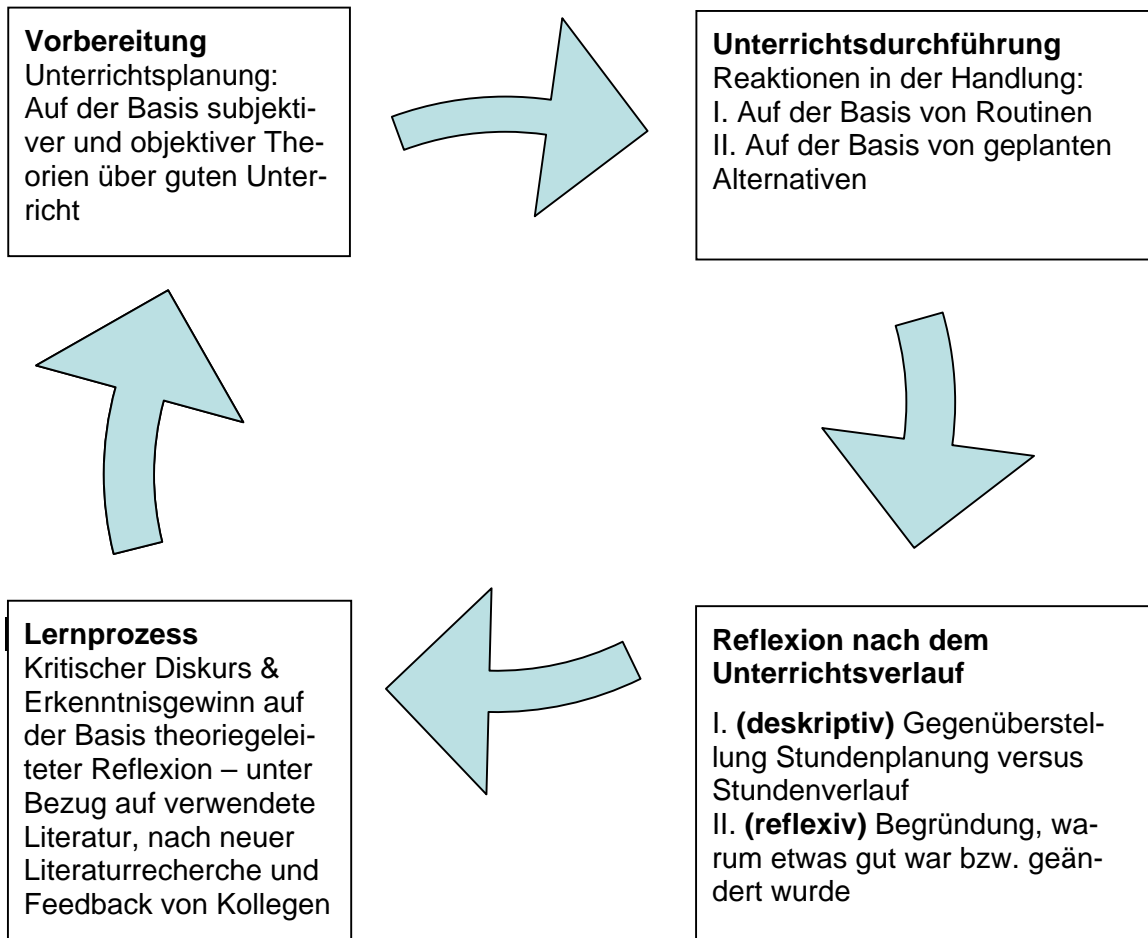 Vorbereitung
Unterrichtsplanung:
Auf der Basis subjekti-
ver und objektiver The-
orien über guten Unter-
richt
Unterrichtsdurchführung
Reaktionen in der Handlung:
I. Auf der Basis von Routinen
II. Auf der Basis von geplanten
Alternativen
Lernprozess
Kritischer Diskurs &
Erkenntnisgewinn auf
der Basis theoriegelei-
teter Reflexion – unter
Bezug auf verwendete
Literatur, nach neuer
Literaturrecherche und
Feedback von Kollegen
Reflexion nach dem
Unterrichtsverlauf
I. (deskriptiv) Gegenüberstel-
lung Stundenplanung versus
Stundenverlauf
II. (reflexiv) Begründung, wa-
rum etwas gut war bzw. geän-
dert wurde